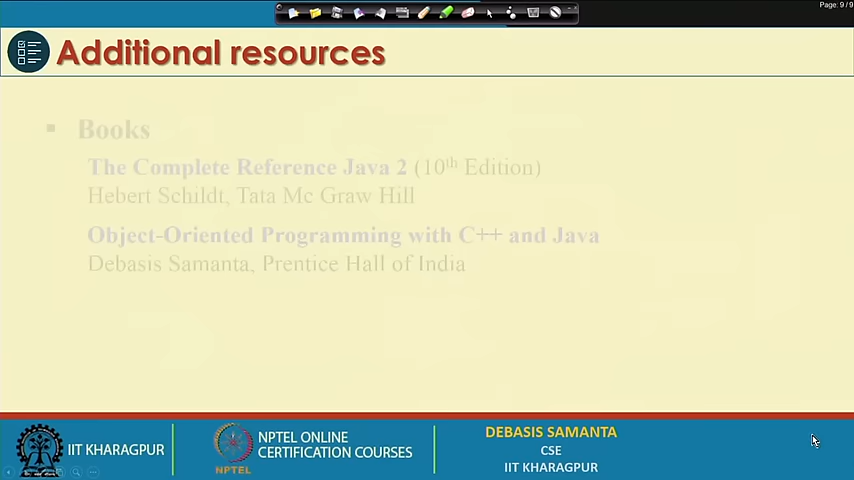 Page: 9 / 9
Additional resources
Books
The Complete Reference Java 2 (10th Edition)
Hebert Schildt, Tata Mc Graw Hill
Object-Oriented Programming with C++ and Java
Debasis Samanta, Prentice Hall of India
IIT KHARAGPUR
NPTEL
NPTEL ONLINE
CERTIFICATION COURSES
DEBASIS SAMANTA
CSE
IIT KHARAGPUR